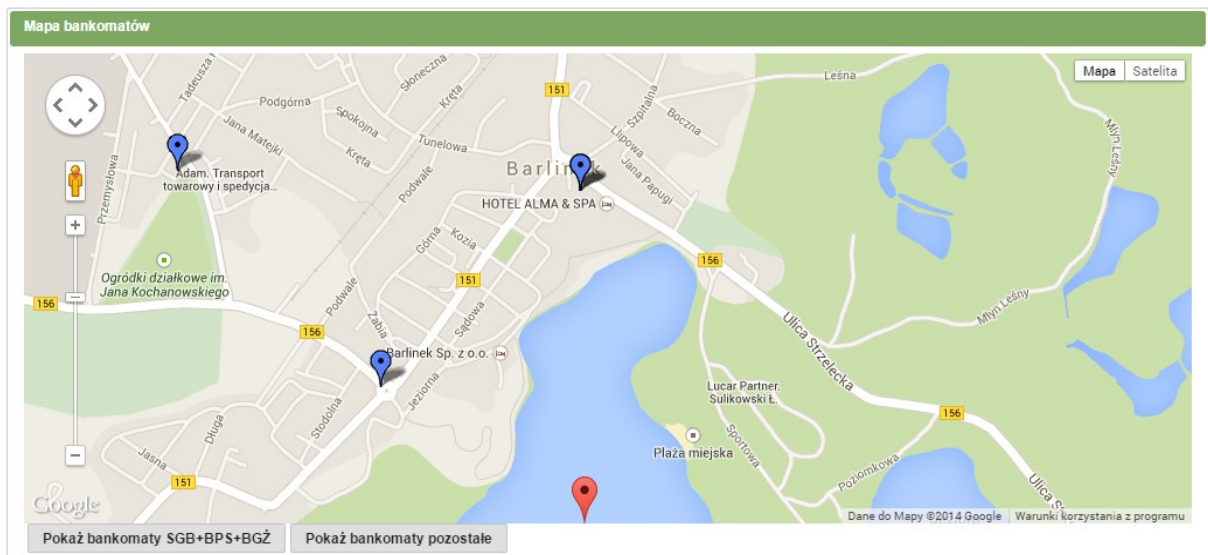 Mapa bankomatów
Mapa
Satelita
Leśna
Słoneczna
Tadeusza
Podgórna
Kręta
151
Szpitalna
Boczna
spokojna
Jana Matejki
Tunelowa
Lipowa
Młyn Leśny
Kręta
Barlinek
Jana Papugi
Adam. Transport
towarowy i spedycja...
Podwale
Przemysłowa
HOTEL ALMA & SPA
Górna
Kozia
156
Ogródki działkowe im.
Jana Kochanowskiego
151
Podwale
Młyn Leśny
156
Żabia
Sądowa
156
Ulica Strzelecka
Barlinek Sp. z o.o.
Jeziorna
Lucar Partner.
Sulikowski Ł.
Stodolna
Długa
156
Sportowa
Plaża miejska
Jasna
Poziomkowa
151
Ulica S
Google
Dane do Mapy ©2014 Google
Warunki korzystania z programu
Pokaż bankomaty SGB+BPS+BGŻ
Pokaż bankomaty pozostałe